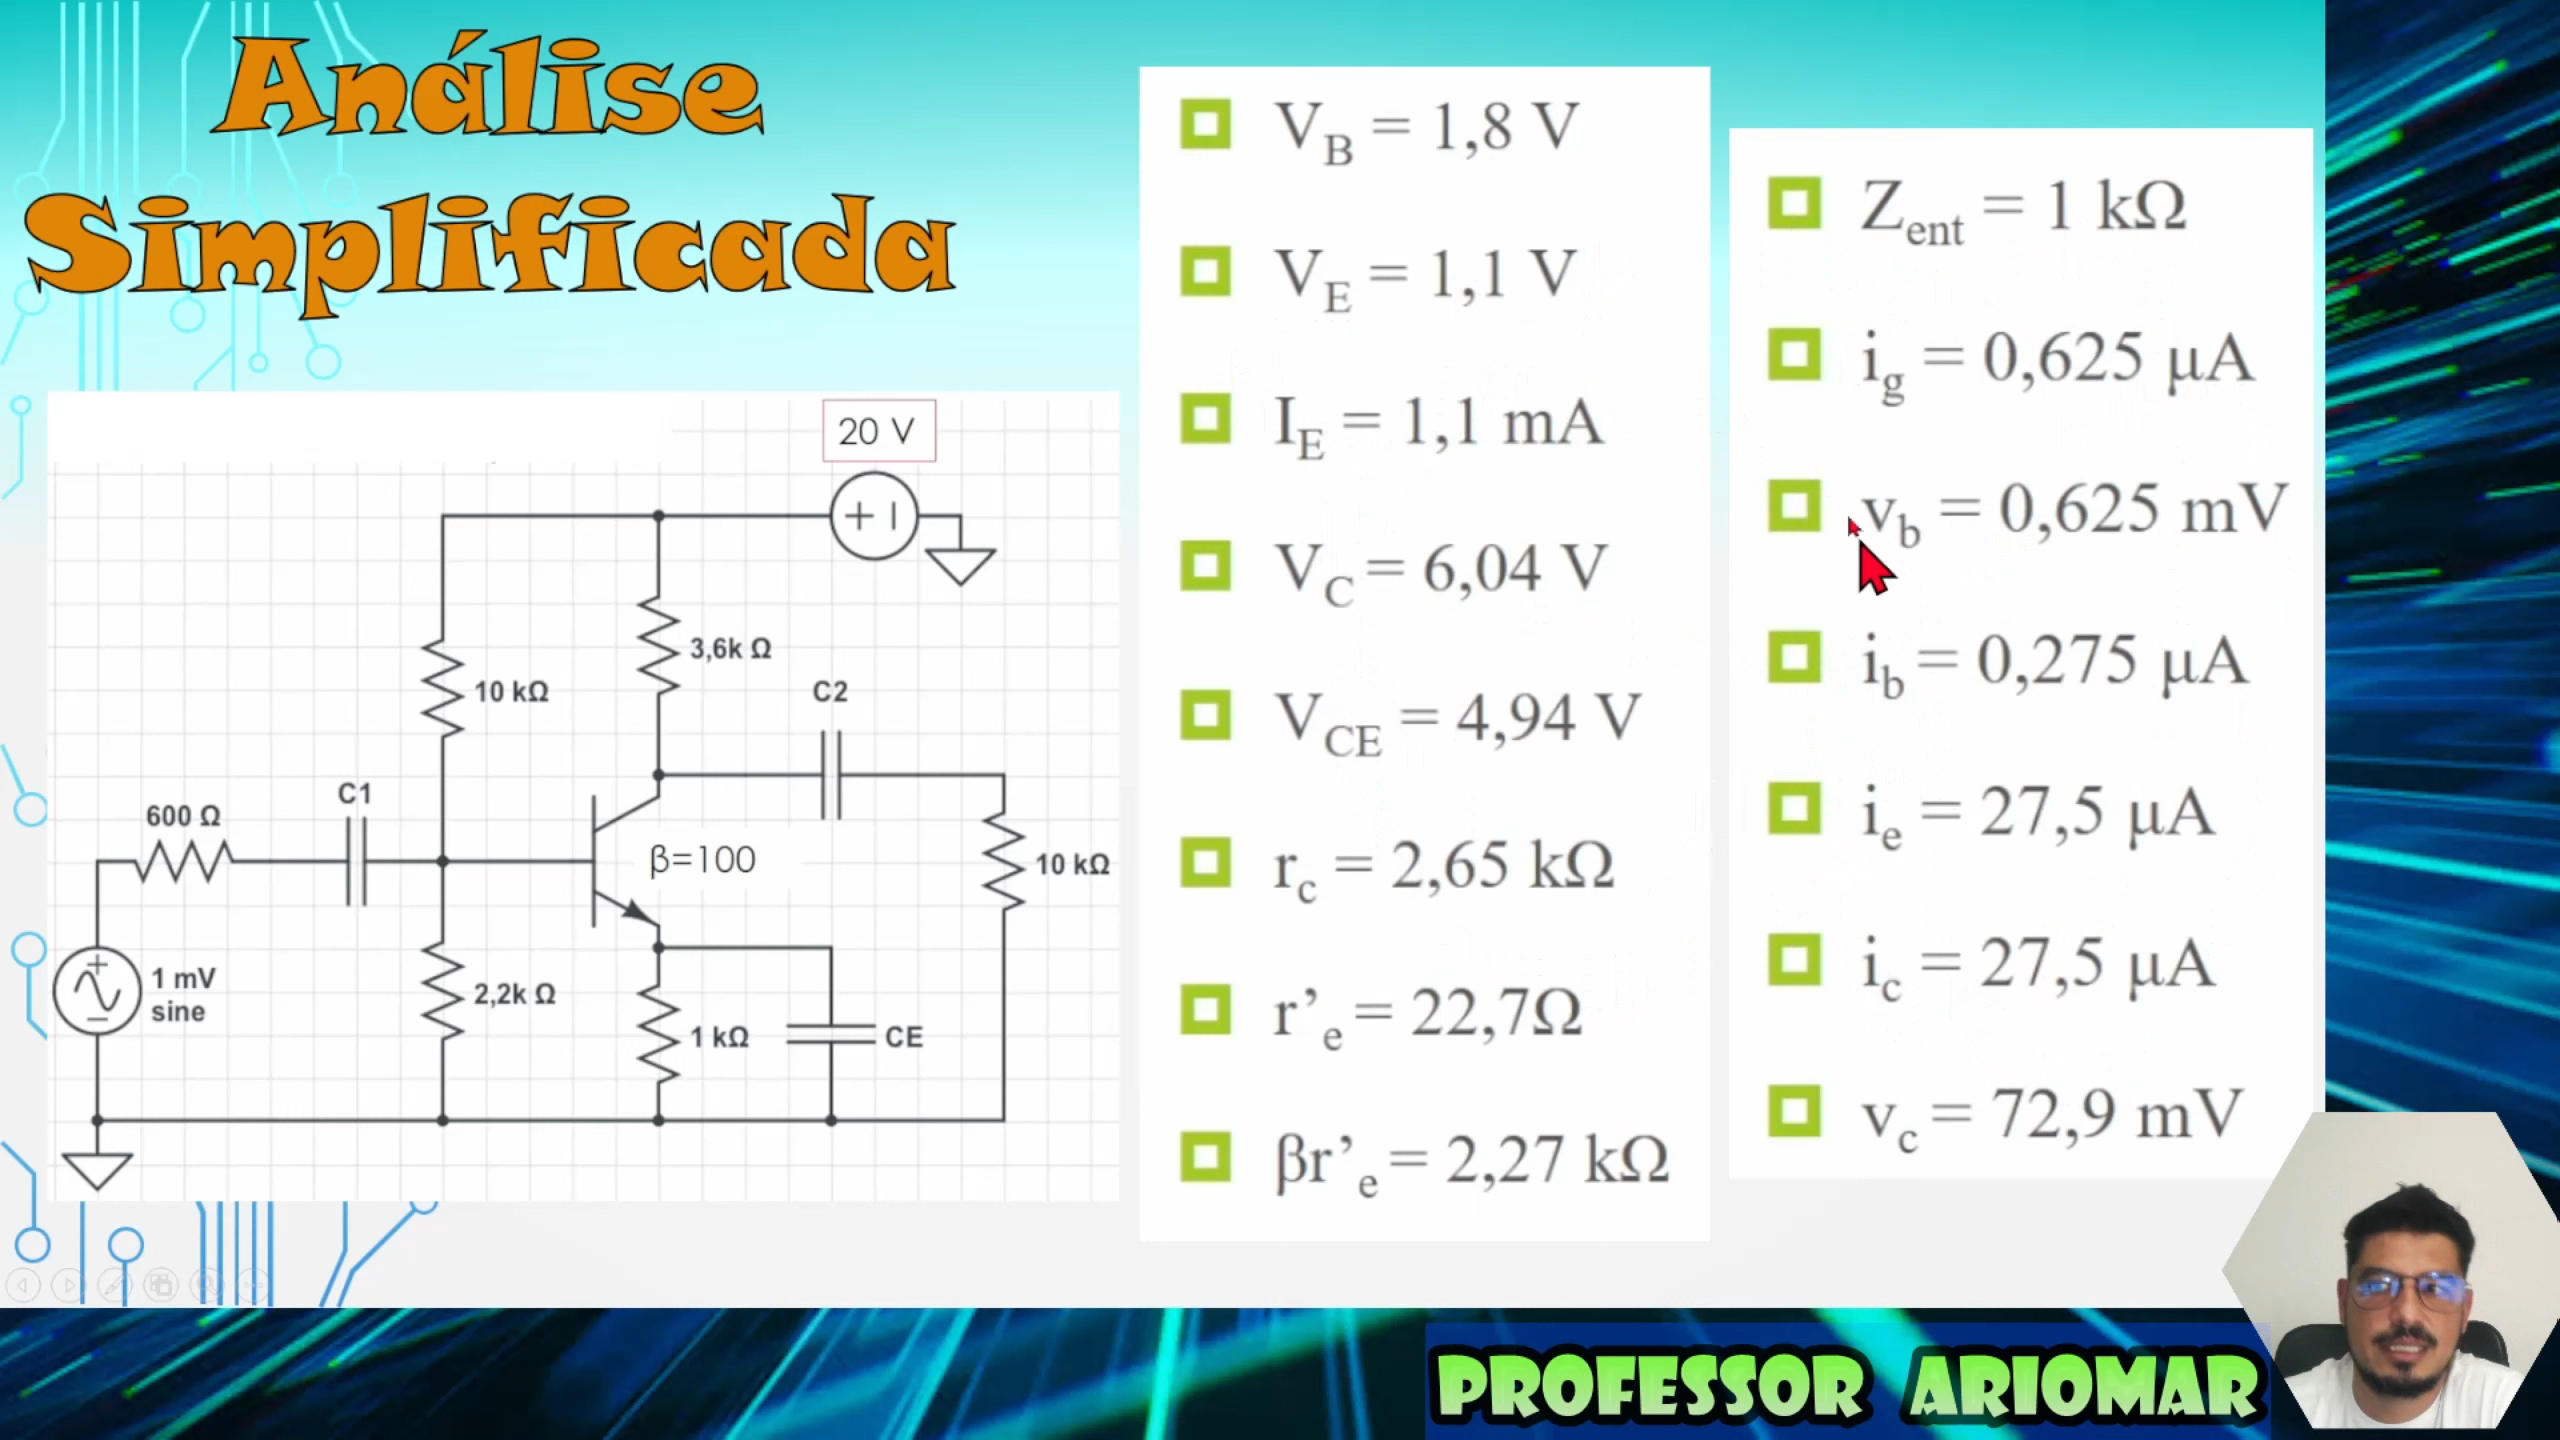 Análise
Simplificada
20 V
3,6k Ω
10 kΩ
C2
C1
600 Ω
β=100
10 kΩ
1 mV
sine
2,2k Ω
1 kΩ
CE
V_B = 1,8 V
V_E = 1,1 V
I_E = 1,1 mA
V_C = 6,04 V
V_CE = 4,94 V
r_c = 2,65 kΩ
r’_e = 22,7Ω
βr’_e = 2,27 kΩ
Z_ent = 1 kΩ
i_g = 0,625 μA
v_b = 0,625 mV
i_b = 0,275 μA
i_e = 27,5 μA
i_c = 27,5 μA
v_c = 72,9 mV
PROFESSOR ARIOMAR